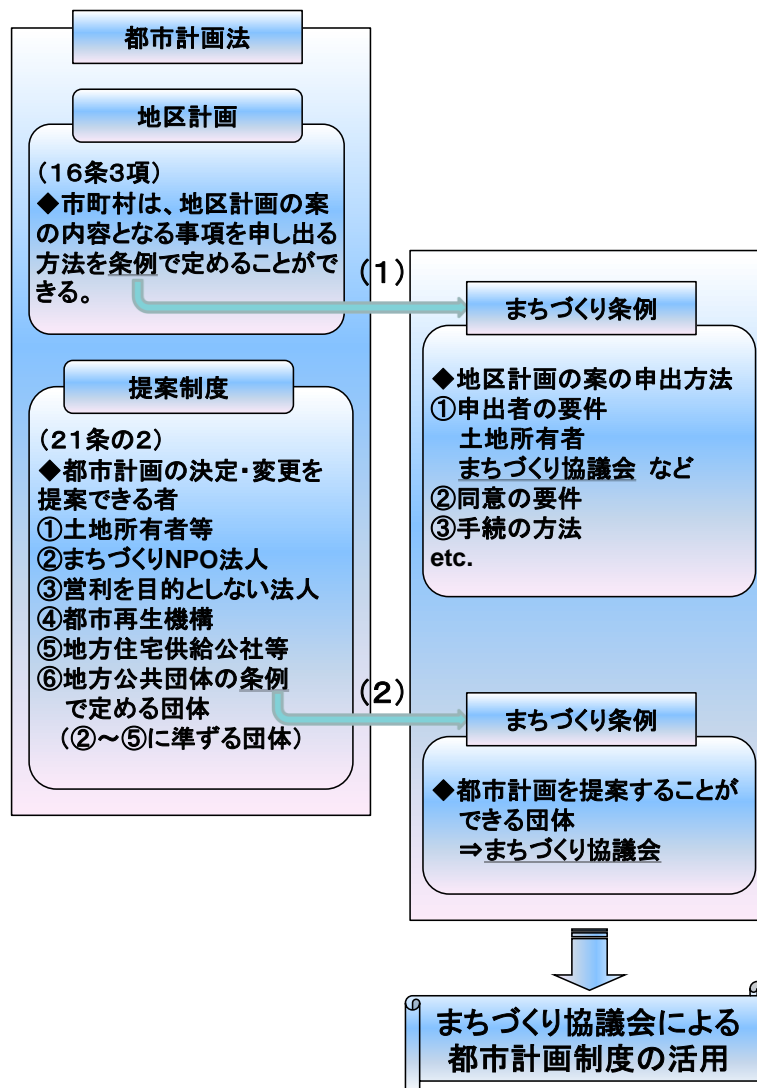 都市計画法
地区計画
(16条3項)
◆市町村は、地区計画の案
の内容となる事項を申し出る
方法を条例で定めることがで
きる。
提案制度
(21条の2)
◆都市計画の決定・変更を
提案できる者
①土地所有者等
②まちづくりNPO法人
③営利を目的としない法人
④都市再生機構
⑤地方住宅供給公社等
⑥地方公共団体の条例
で定める団体
(②～⑤に準ずる団体)
(1)
まちづくり条例
◆地区計画の案の申出方法
①申出者の要件
土地所有者
まちづくり協議会 など
②同意の要件
③手続の方法
etc.
(2)
まちづくり条例
◆都市計画を提案することが
できる団体
⇒まちづくり協議会
まちづくり協議会による
都市計画制度の活用